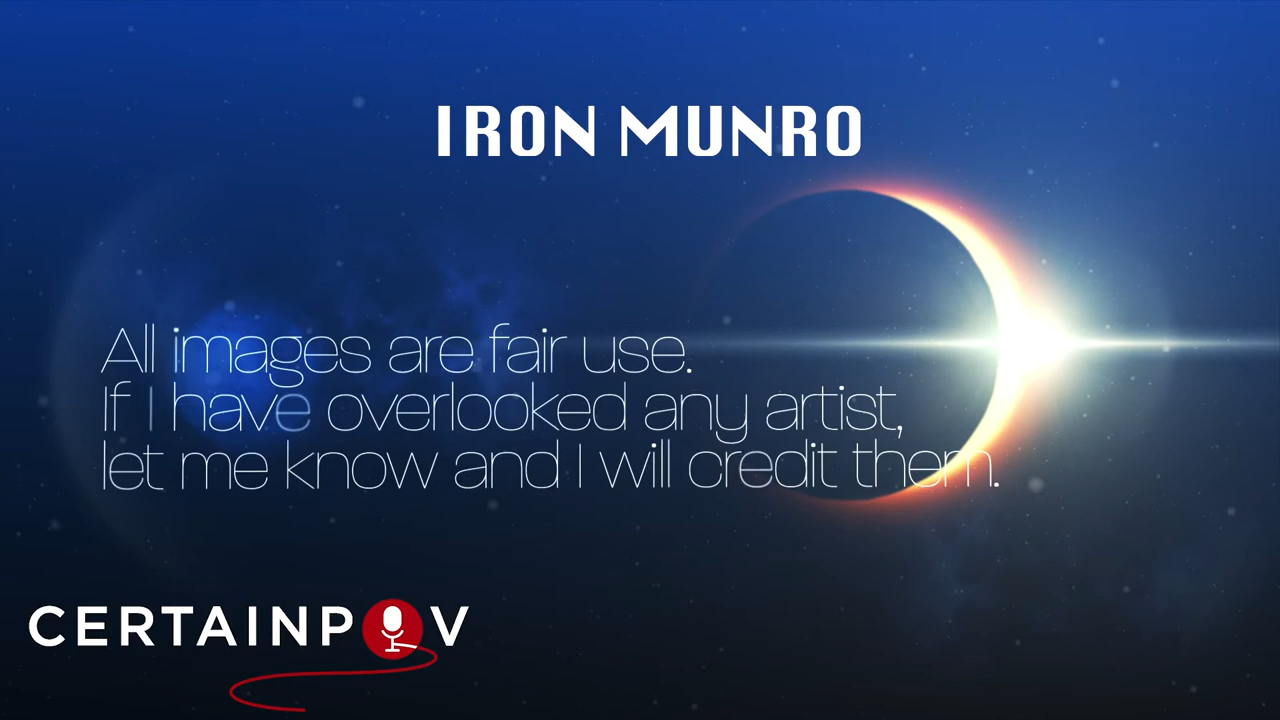 IRON MUNRO
All images are fair use.
If I have overlooked any artist,
let me know and I will credit them.
CERTAINPOV